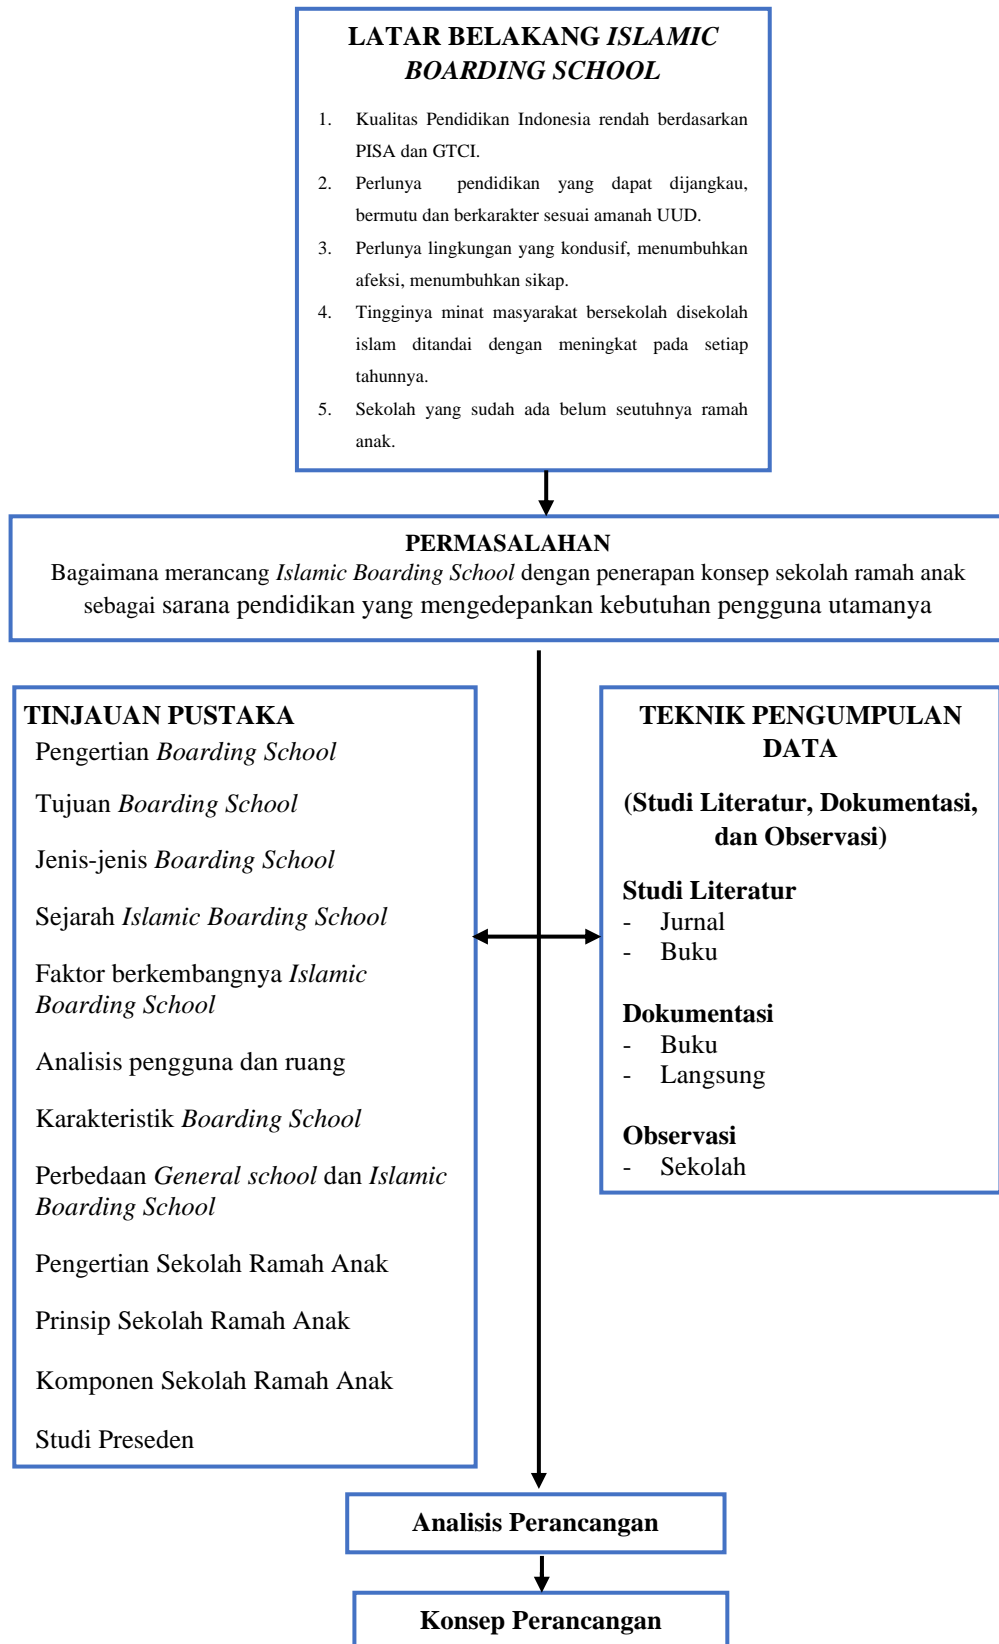 LATAR BELAKANG ISLAMIC
BOARDING SCHOOL
1. Kualitas Pendidikan Indonesia rendah berdasarkan
PISA dan GTCI.
2. Perlunya pendidikan yang dapat dijangkau,
bermutu dan berkarakter sesuai amanah UUD.
3. Perlunya lingkungan yang kondusif, menumbuhkan
afeksi, menumbuhkan sikap.
4. Tingginya minat masyarakat bersekolah disekolah
islam ditandai dengan meningkat pada setiap
tahunnya.
5. Sekolah yang sudah ada belum seutuhnya ramah
anak.
PERMASALAHAN
Bagaimana merancang Islamic Boarding School dengan penerapan konsep sekolah ramah anak
sebagai sarana pendidikan yang mengedepankan kebutuhan pengguna utamanya
TINJAUAN PUSTAKA
Pengertian Boarding School
Tujuan Boarding School
Jenis-jenis Boarding School
Sejarah Islamic Boarding School
Faktor berkembangnya Islamic
Boarding School
Analisis pengguna dan ruang
Karakteristik Boarding School
Perbedaan General school dan Islamic
Boarding School
Pengertian Sekolah Ramah Anak
Prinsip Sekolah Ramah Anak
Komponen Sekolah Ramah Anak
Studi Preseden
TEKNIK PENGUMPULAN
DATA
(Studi Literatur, Dokumentasi,
dan Observasi)
Studi Literatur
- Jurnal
- Buku
Dokumentasi
- Buku
- Langsung
Observasi
- Sekolah
Analisis Perancangan
Konsep Perancangan